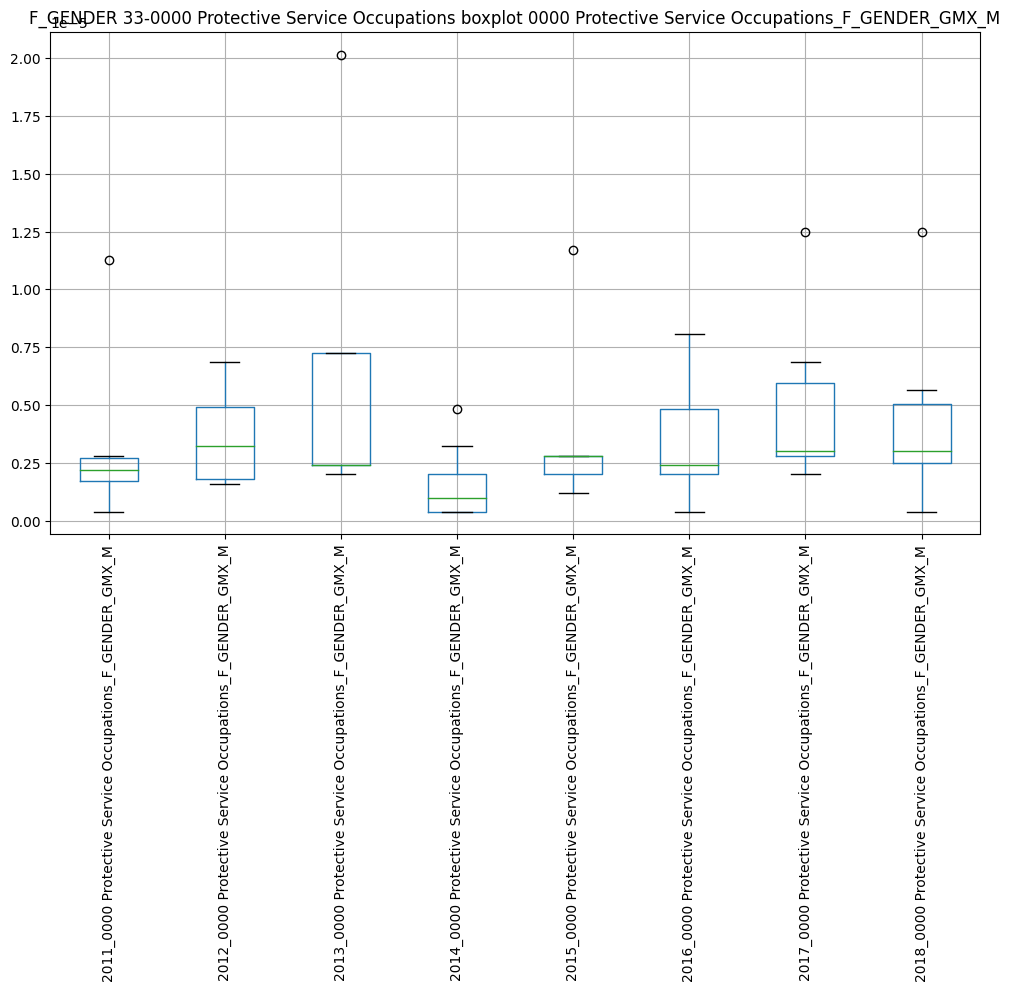 F_GENDER 33-0000 Protective Service Occupations boxplot 0000 Protective Service Occupations_F_GENDER_GMX_M
1e−5
2.00
1.75
1.50
1.25
1.00
0.75
0.50
0.25
0.00
2011_0000 Protective Service Occupations_F_GENDER_GMX_M
2012_0000 Protective Service Occupations_F_GENDER_GMX_M
2013_0000 Protective Service Occupations_F_GENDER_GMX_M
2014_0000 Protective Service Occupations_F_GENDER_GMX_M
2015_0000 Protective Service Occupations_F_GENDER_GMX_M
2016_0000 Protective Service Occupations_F_GENDER_GMX_M
2017_0000 Protective Service Occupations_F_GENDER_GMX_M
2018_0000 Protective Service Occupations_F_GENDER_GMX_M